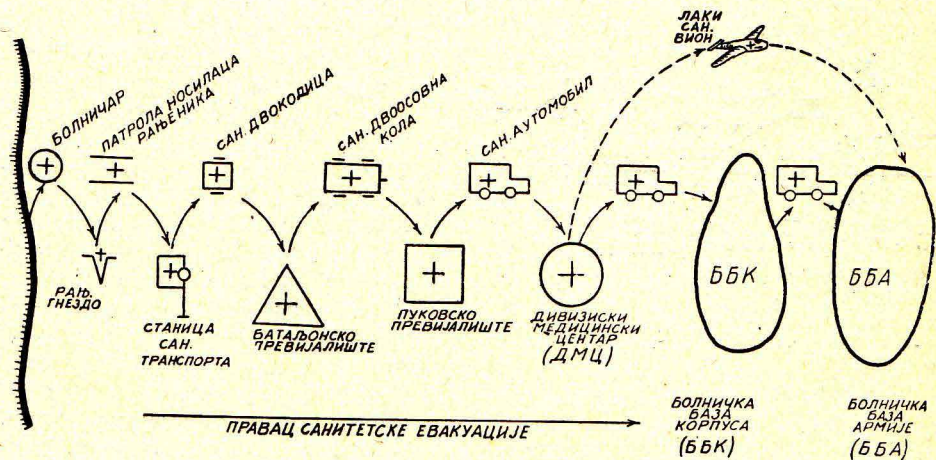 ЛАКИ
САН.
ВИОН
БОЛНИЧАР
ПАТРОЛА НОСИЛАЦА
РАЊЕНИКА
САН. ДВОКОЛИЦА
САН. ДВООСОВНА
КОЛА
САН. АУТОМОБИЛ
РАЊ.
ГНЕЗДО
СТАНИЦА
САН.
ТРАНСПОРТА
БАТАЉОНСКО
ПРЕВИЈАЛИШТЕ
ПУКОВСКО
ПРЕВИЈАЛИШТЕ
ДИВИЗИСКИ
МЕДИЦИНСКИ
ЦЕНТАР
(ДМЦ)
ББК
ББА
БОЛНИЧКА
БАЗА
КОРПУСА
(ББК)
БОЛНИЧКА
БАЗА
АРМИЈЕ
(ББА)
ПРАВАЦ САНИТЕТСКЕ ЕВАКУАЦИЈЕ